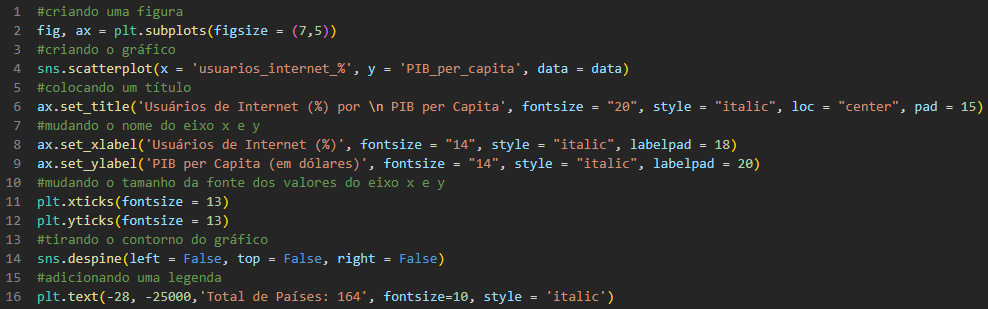 1 #criando uma figura
2 fig, ax = plt.subplots(figsize = (7,5))
3 #criando o gráfico
4 sns.scatterplot(x = 'usuarios_internet_%', y = 'PIB_per_capita', data = data)
5 #colocando um título
6 ax.set_title('Usuários de Internet (%) por \n PIB per Capita', fontsize = "20", style = "italic", loc = "center", pad = 15)
7 #mudando o nome do eixo x e y
8 ax.set_xlabel('Usuários de Internet (%)', fontsize = "14", style = "italic", labelpad = 18)
9 ax.set_ylabel('PIB per Capita (em dólares)', fontsize = "14", style = "italic", labelpad = 20)
10 #mudando o tamanho da fonte dos valores do eixo x e y
11 plt.xticks(fontsize = 13)
12 plt.yticks(fontsize = 13)
13 #tirando o contorno do gráfico
14 sns.despine(left = False, top = False, right = False)
15 #adicionando uma legenda
16 plt.text(-28, -25000,'Total de Países: 164', fontsize=10, style = 'italic')